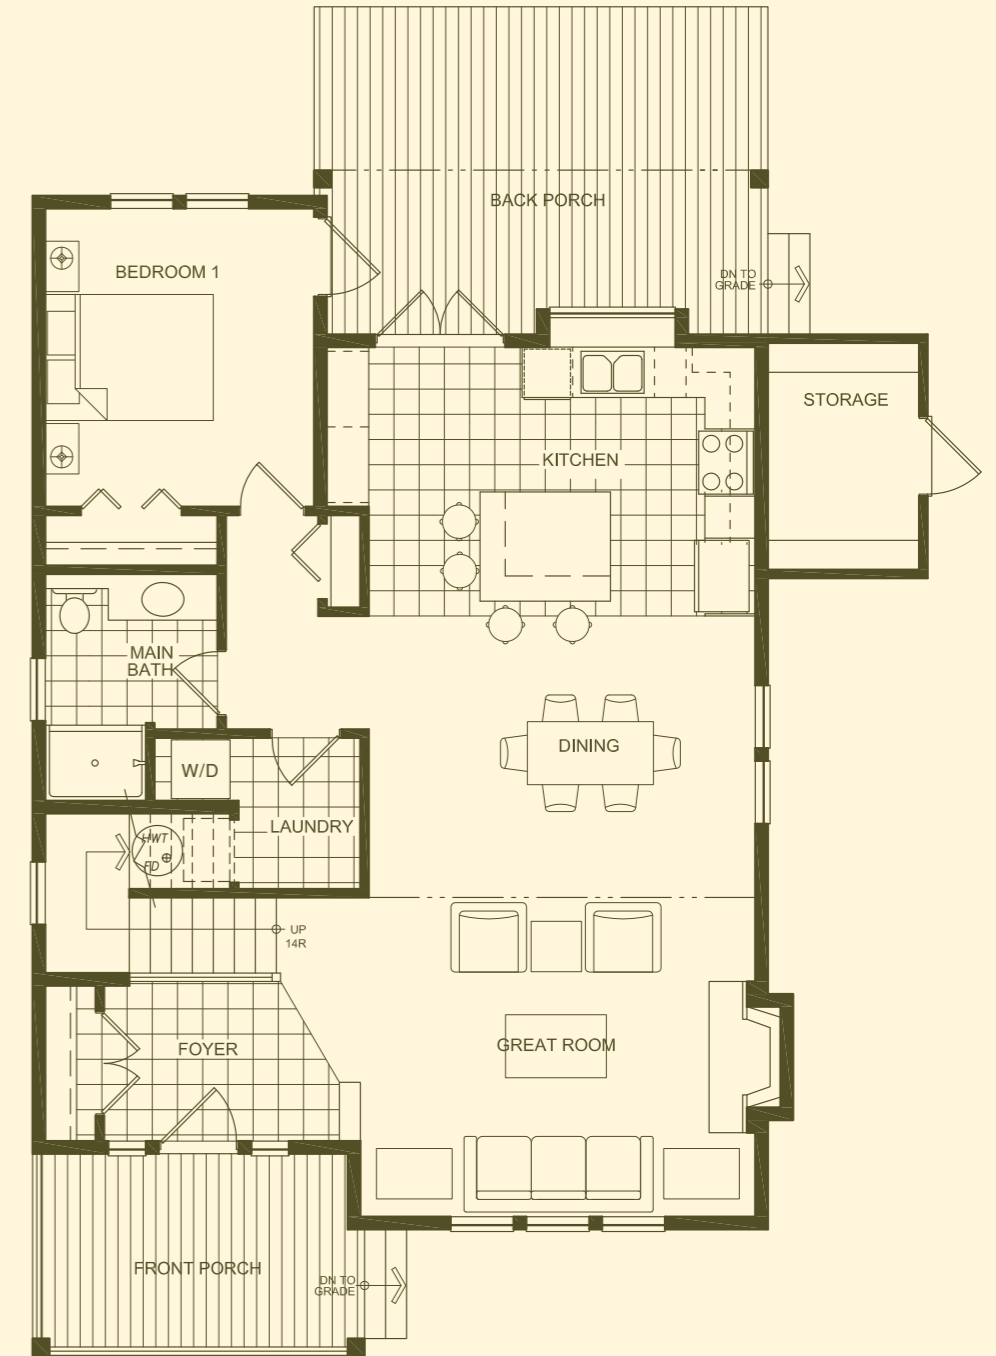 BACK PORCH
BEDROOM 1
DN TO
GRADE
STORAGE
KITCHEN
MAIN
BATH
DINING
W/D
LAUNDRY
HWT
FD
UP
14R
FOYER
GREAT ROOM
FRONT PORCH
DN TO
GRADE